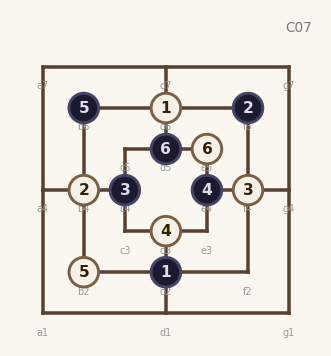 C07
a7 d7 g7
5 1 2
b6 d6 f6
6 6
c5 d5 e5
2 3 4 3
a4 b4 c4 e4 f4 g4
4
c3 d3 e3
5 1
b2 d2 f2
a1 d1 g1